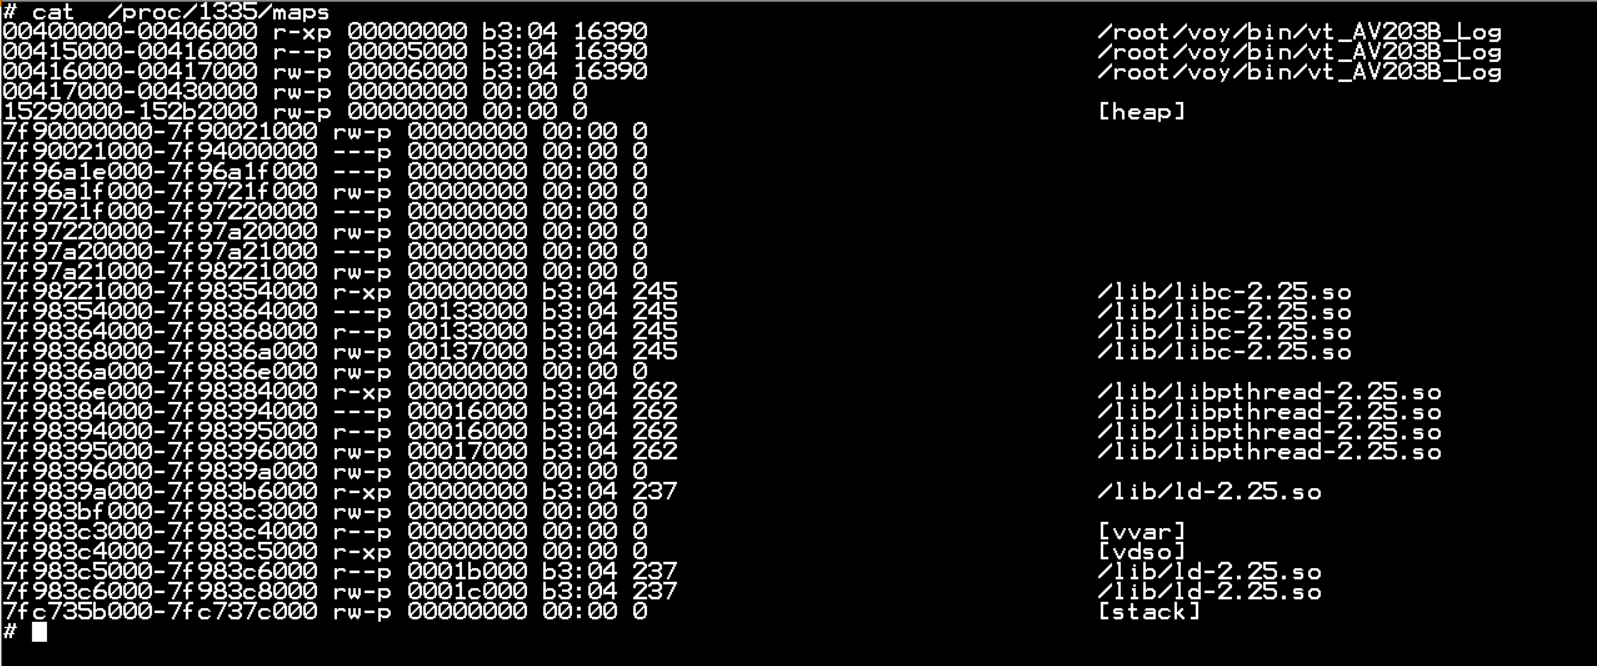 # cat  /proc/1335/maps
00400000-00406000 r-xp 00000000 b3:04 16390 /root/voy/bin/vt_AV203B_Log
00415000-00416000 r--p 00005000 b3:04 16390 /root/voy/bin/vt_AV203B_Log
00416000-00417000 rw-p 00006000 b3:04 16390 /root/voy/bin/vt_AV203B_Log
00417000-00430000 rw-p 00000000 00:00 0
15290000-152b2000 rw-p 00000000 00:00 0 [heap]
7f90000000-7f90021000 rw-p 00000000 00:00 0
7f90021000-7f94000000 ---p 00000000 00:00 0
7f96a1e000-7f96a1f000 ---p 00000000 00:00 0
7f96a1f000-7f9721f000 rw-p 00000000 00:00 0
7f9721f000-7f97220000 ---p 00000000 00:00 0
7f97220000-7f97a20000 rw-p 00000000 00:00 0
7f97a20000-7f97a21000 ---p 00000000 00:00 0
7f97a21000-7f98221000 rw-p 00000000 00:00 0
7f98221000-7f98354000 r-xp 00000000 b3:04 245 /lib/libc-2.25.so
7f98354000-7f98364000 ---p 00133000 b3:04 245 /lib/libc-2.25.so
7f98364000-7f98368000 r--p 00133000 b3:04 245 /lib/libc-2.25.so
7f98368000-7f9836a000 rw-p 00137000 b3:04 245 /lib/libc-2.25.so
7f9836a000-7f9836e000 rw-p 00000000 00:00 0
7f9836e000-7f98384000 r-xp 00000000 b3:04 262 /lib/libpthread-2.25.so
7f98384000-7f98394000 ---p 00016000 b3:04 262 /lib/libpthread-2.25.so
7f98394000-7f98395000 r--p 00016000 b3:04 262 /lib/libpthread-2.25.so
7f98395000-7f98396000 rw-p 00017000 b3:04 262 /lib/libpthread-2.25.so
7f98396000-7f9839a000 rw-p 00000000 00:00 0
7f9839a000-7f983b6000 r-xp 00000000 b3:04 237 /lib/ld-2.25.so
7f983bf000-7f983c3000 rw-p 00000000 00:00 0
7f983c3000-7f983c4000 r--p 00000000 00:00 0 [vvar]
7f983c4000-7f983c5000 r-xp 00000000 00:00 0 [vdso]
7f983c5000-7f983c6000 r--p 0001b000 b3:04 237 /lib/ld-2.25.so
7f983c6000-7f983c8000 rw-p 0001c000 b3:04 237 /lib/ld-2.25.so
7fc735b000-7fc737c000 rw-p 00000000 00:00 0 [stack]
#